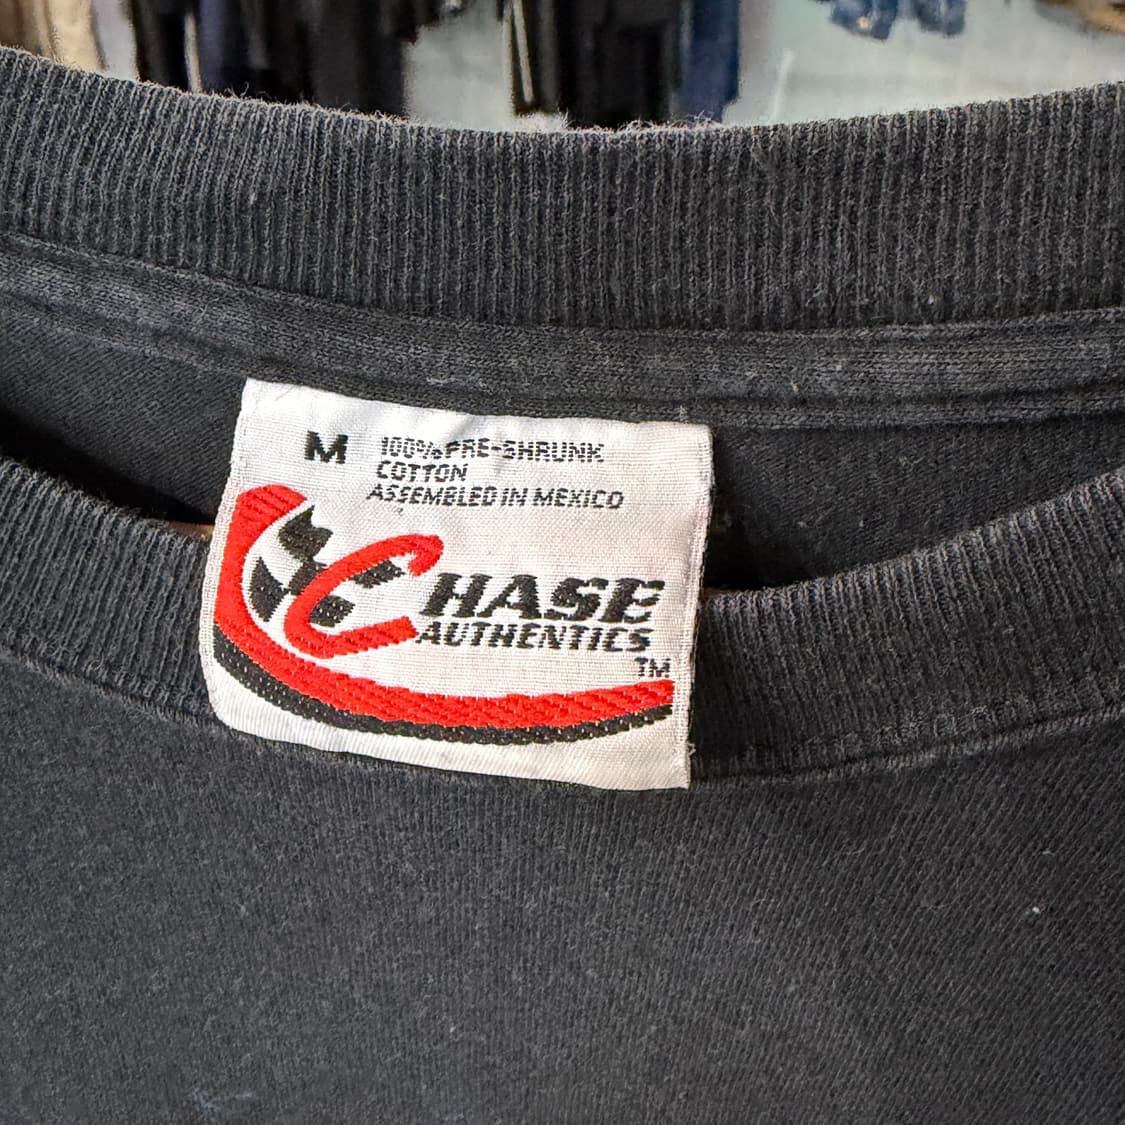 M 100% PRE-SHRUNK
COTTON
ASSEMBLED IN MEXICO
CHASE
AUTHENTICS
TM